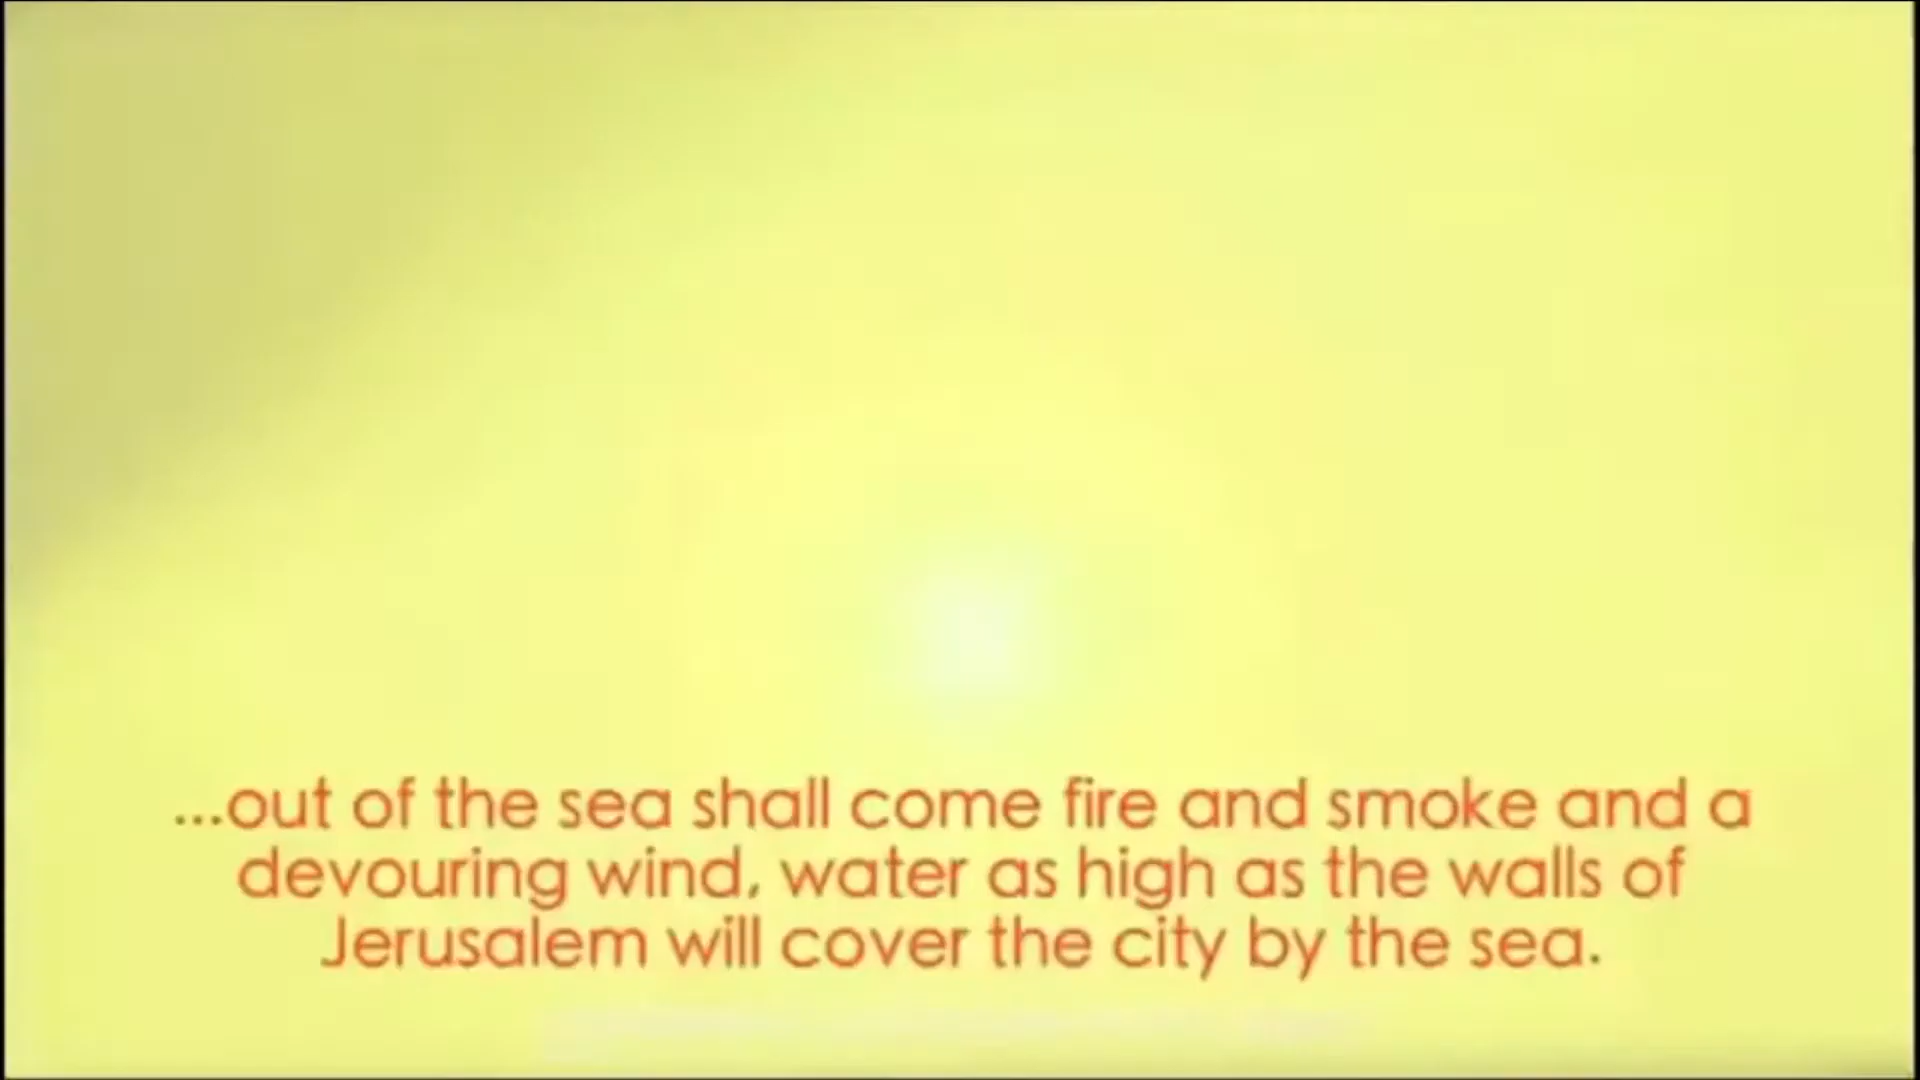 ...out of the sea shall come fire and smoke and a
devouring wind, water as high as the walls of
Jerusalem will cover the city by the sea.